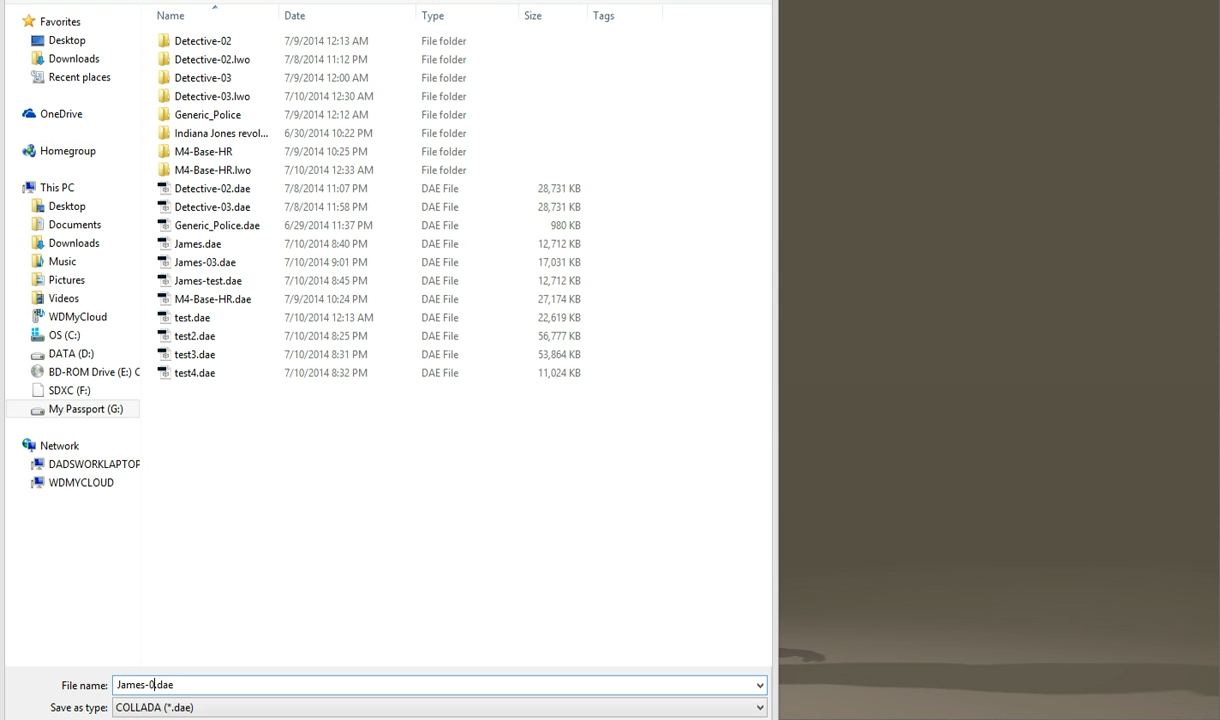 Name Date Type Size Tags
Favorites
Desktop
Downloads
Recent places
OneDrive
Homegroup
This PC
Desktop
Documents
Downloads
Music
Pictures
Videos
WDMyCloud
OS (C:)
DATA (D:)
BD-ROM Drive (E:) C
SDXC (F:)
My Passport (G:)
Network
DADSWORKLAPTOP
WDMYCLOUD
Detective-02 7/9/2014 12:13 AM File folder
Detective-02.lwo 7/8/2014 11:12 PM File folder
Detective-03 7/9/2014 12:00 AM File folder
Detective-03.lwo 7/10/2014 12:30 AM File folder
Generic_Police 7/9/2014 12:12 AM File folder
Indiana Jones revol... 6/30/2014 10:22 PM File folder
M4-Base-HR 7/9/2014 10:25 PM File folder
M4-Base-HR.lwo 7/10/2014 12:33 AM File folder
Detective-02.dae 7/8/2014 11:07 PM DAE File 28,731 KB
Detective-03.dae 7/8/2014 11:58 PM DAE File 28,731 KB
Generic_Police.dae 6/29/2014 11:37 PM DAE File 980 KB
James.dae 7/10/2014 8:40 PM DAE File 12,712 KB
James-03.dae 7/10/2014 9:01 PM DAE File 17,031 KB
James-test.dae 7/10/2014 8:45 PM DAE File 12,712 KB
M4-Base-HR.dae 7/9/2014 10:24 PM DAE File 27,174 KB
test.dae 7/10/2014 12:13 AM DAE File 22,619 KB
test2.dae 7/10/2014 8:25 PM DAE File 56,777 KB
test3.dae 7/10/2014 8:31 PM DAE File 53,864 KB
test4.dae 7/10/2014 8:32 PM DAE File 11,024 KB
File name: James-0.dae
Save as type: COLLADA (*.dae)